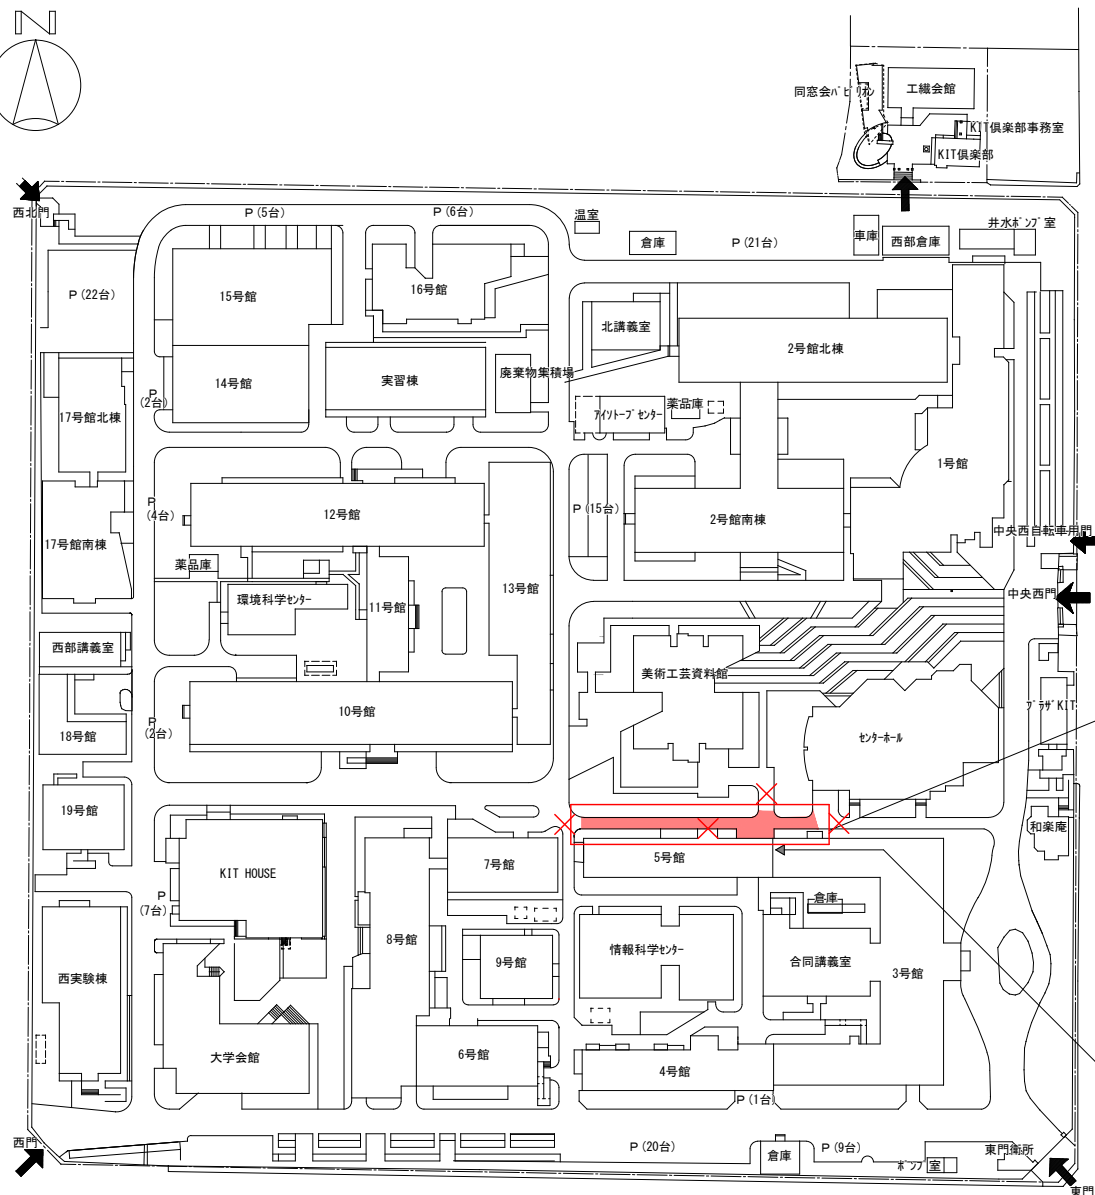 N
同窓会パビリオン
工繊会館
KIT倶楽部事務室
KIT倶楽部
西北門
P(5台)
P(6台)
温室
倉庫
P(21台)
車庫
西部倉庫
井水ポンプ室
P(22台)
15号館
16号館
北講義室
2号館北棟
14号館
実習棟
廃棄物集積場
P
(2台)
17号館北棟
アイソトープセンター
薬品庫
1号館
12号館
P
(4台)
P(15台)
2号館南棟
中央西自転車用門
17号館南棟
薬品庫
環境科学センター
11号館
13号館
中央西門
西部講義室
美術工芸資料館
10号館
P
(2台)
18号館
センターホール
プラザKIT
19号館
和楽庵
KIT HOUSE
7号館
5号館
P
(7台)
倉庫
8号館
9号館
情報科学センター
合同講義室
3号館
西実験棟
大学会館
6号館
4号館
P(1台)
西門
P(20台)
倉庫
P(9台)
ポンプ室
東門衛所
東門